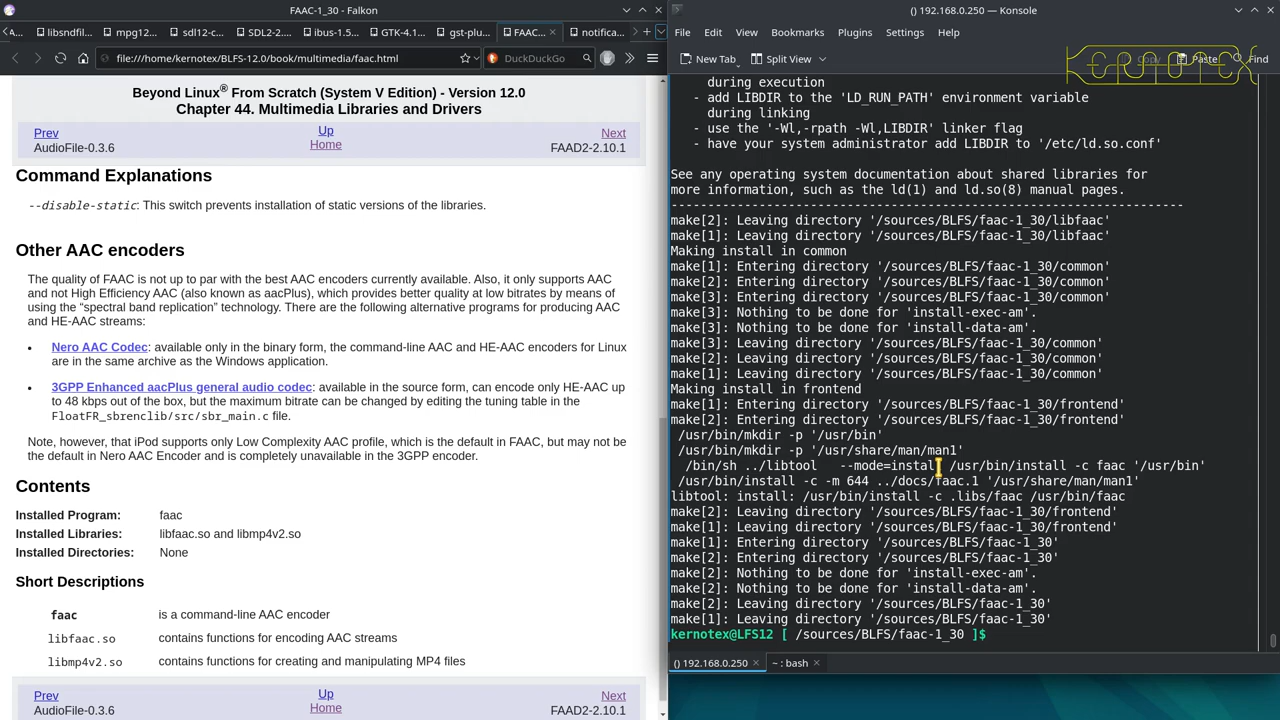 FAAC-1_30 - Falkon
A...
libsndfil...
mpg12...
sdl12-c...
SDL2-2....
ibus-1.5...
GTK-4.1...
gst-plu...
FAAC...
notifica...
file:///home/kernotex/BLFS-12.0/book/multimedia/faac.html
DuckDuckGo
Beyond Linux® From Scratch (System V Edition) - Version 12.0
Chapter 44. Multimedia Libraries and Drivers
Prev
Up
Next
AudioFile-0.3.6
Home
FAAD2-2.10.1
Command Explanations
--disable-static: This switch prevents installation of static versions of the libraries.
Other AAC encoders
The quality of FAAC is not up to par with the best AAC encoders currently available. Also, it only supports AAC
and not High Efficiency AAC (also known as aacPlus), which provides better quality at low bitrates by means of
using the “spectral band replication” technology. There are the following alternative programs for producing AAC
and HE-AAC streams:
• Nero AAC Codec: available only in the binary form, the command-line AAC and HE-AAC encoders for Linux
are in the same archive as the Windows application.
• 3GPP Enhanced aacPlus general audio codec: available in the source form, can encode only HE-AAC up
to 48 kbps out of the box, but the maximum bitrate can be changed by editing the tuning table in the
FloatFR_sbrenclib/src/sbr_main.c file.
Note, however, that iPod supports only Low Complexity AAC profile, which is the default in FAAC, but may not be
the default in Nero AAC Encoder and is completely unavailable in the 3GPP encoder.
Contents
Installed Program: faac
Installed Libraries: libfaac.so and libmp4v2.so
Installed Directories: None
Short Descriptions
faac is a command-line AAC encoder
libfaac.so contains functions for encoding AAC streams
libmp4v2.so contains functions for creating and manipulating MP4 files
Prev
Up
Next
AudioFile-0.3.6
Home
FAAD2-2.10.1
() 192.168.0.250 — Konsole
File Edit View Bookmarks Plugins Settings Help
New Tab
Split View
Copy
Paste
Find
KERNOTEX
during execution
- add LIBDIR to the 'LD_RUN_PATH' environment variable
during linking
- use the '-Wl,-rpath -Wl,LIBDIR' linker flag
- have your system administrator add LIBDIR to '/etc/ld.so.conf'
See any operating system documentation about shared libraries for
more information, such as the ld(1) and ld.so(8) manual pages.
----------------------------------------------------------------------
make[2]: Leaving directory '/sources/BLFS/faac-1_30/libfaac'
make[1]: Leaving directory '/sources/BLFS/faac-1_30/libfaac'
Making install in common
make[1]: Entering directory '/sources/BLFS/faac-1_30/common'
make[2]: Entering directory '/sources/BLFS/faac-1_30/common'
make[3]: Entering directory '/sources/BLFS/faac-1_30/common'
make[3]: Nothing to be done for 'install-exec-am'.
make[3]: Nothing to be done for 'install-data-am'.
make[3]: Leaving directory '/sources/BLFS/faac-1_30/common'
make[2]: Leaving directory '/sources/BLFS/faac-1_30/common'
make[1]: Leaving directory '/sources/BLFS/faac-1_30/common'
Making install in frontend
make[1]: Entering directory '/sources/BLFS/faac-1_30/frontend'
make[2]: Entering directory '/sources/BLFS/faac-1_30/frontend'
/usr/bin/mkdir -p '/usr/bin'
/usr/bin/mkdir -p '/usr/share/man/man1'
/bin/sh ../libtool --mode=install /usr/bin/install -c faac '/usr/bin'
/usr/bin/install -c -m 644 ../docs/faac.1 '/usr/share/man/man1'
libtool: install: /usr/bin/install -c .libs/faac /usr/bin/faac
make[2]: Leaving directory '/sources/BLFS/faac-1_30/frontend'
make[1]: Leaving directory '/sources/BLFS/faac-1_30/frontend'
make[1]: Entering directory '/sources/BLFS/faac-1_30'
make[2]: Entering directory '/sources/BLFS/faac-1_30'
make[2]: Nothing to be done for 'install-exec-am'.
make[2]: Nothing to be done for 'install-data-am'.
make[2]: Leaving directory '/sources/BLFS/faac-1_30'
make[1]: Leaving directory '/sources/BLFS/faac-1_30'
kernotex@LFS12 [ /sources/BLFS/faac-1_30 ]$
() 192.168.0.250
~ : bash